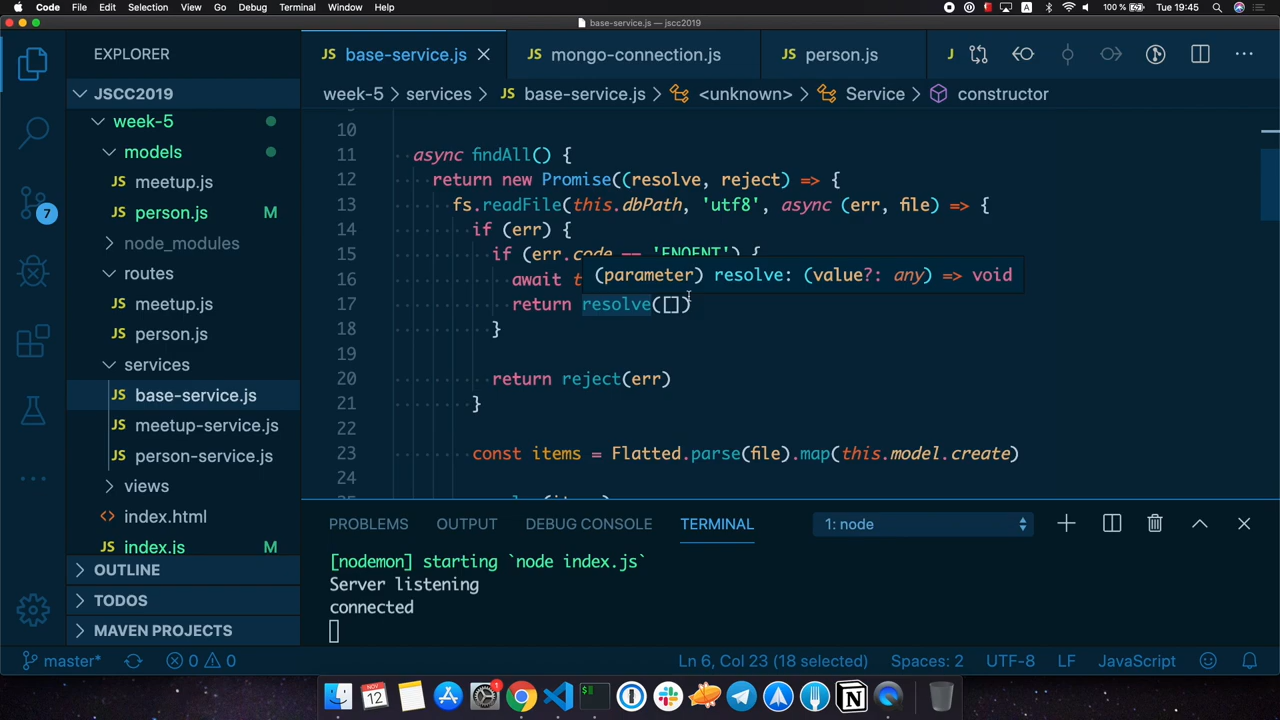 Code File Edit Selection View Go Debug Terminal Window Help 100 % Tue 19:45
base-service.js — jscc2019
EXPLORER
JSCC2019
week-5
models
JS meetup.js
JS person.js M
node_modules
routes
JS meetup.js
JS person.js
services
JS base-service.js
JS meetup-service.js
JS person-service.js
views
<> index.html
JS index.js M
OUTLINE
TODOS
MAVEN PROJECTS
7
JS base-service.js JS mongo-connection.js JS person.js J
week-5 > services > JS base-service.js > <unknown> > Service > constructor
10
11 async findAll() {
12 return new Promise((resolve, reject) => {
13 fs.readFile(this.dbPath, 'utf8', async (err, file) => {
14 if (err) {
15 if (err.code == 'ENOENT') {
16 await t
(parameter) resolve: (value?: any) => void
17 return resolve([])
18 }
19
20 return reject(err)
21 }
22
23 const items = Flatted.parse(file).map(this.model.create)
24
PROBLEMS OUTPUT DEBUG CONSOLE TERMINAL 1: node
[nodemon] starting `node index.js`
Server listening
connected
master* 0 0 Ln 6, Col 23 (18 selected) Spaces: 2 UTF-8 LF JavaScript
NOV
12
1